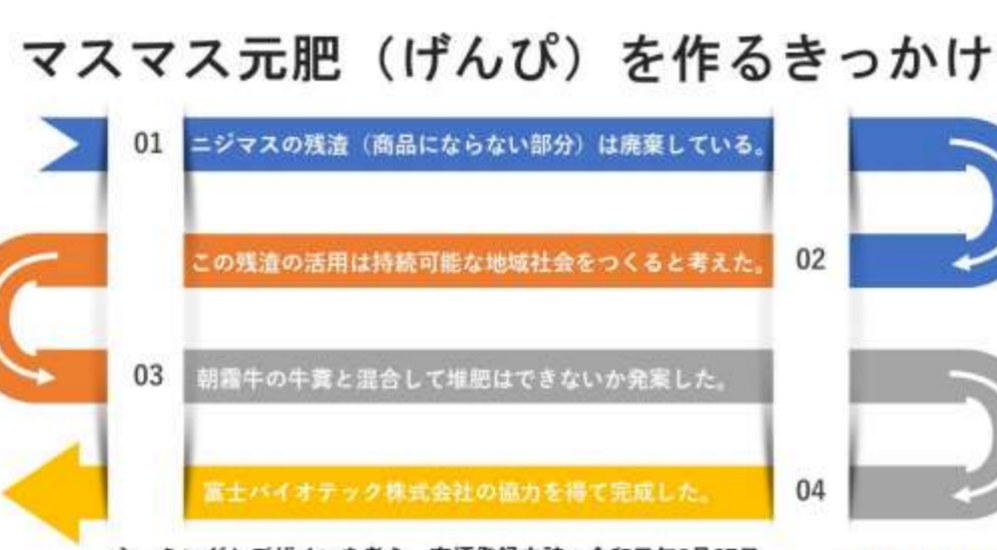 マスマス元肥（げんぴ）を作るきっかけ
01 ニジマスの残渣（商品にならない部分）は廃棄している。
この残渣の活用は持続可能な地域社会をつくると考えた。 02
03 朝霧牛の牛糞と混合して堆肥はできないか発案した。
富士バイオテック株式会社の協力を得て完成した。 04